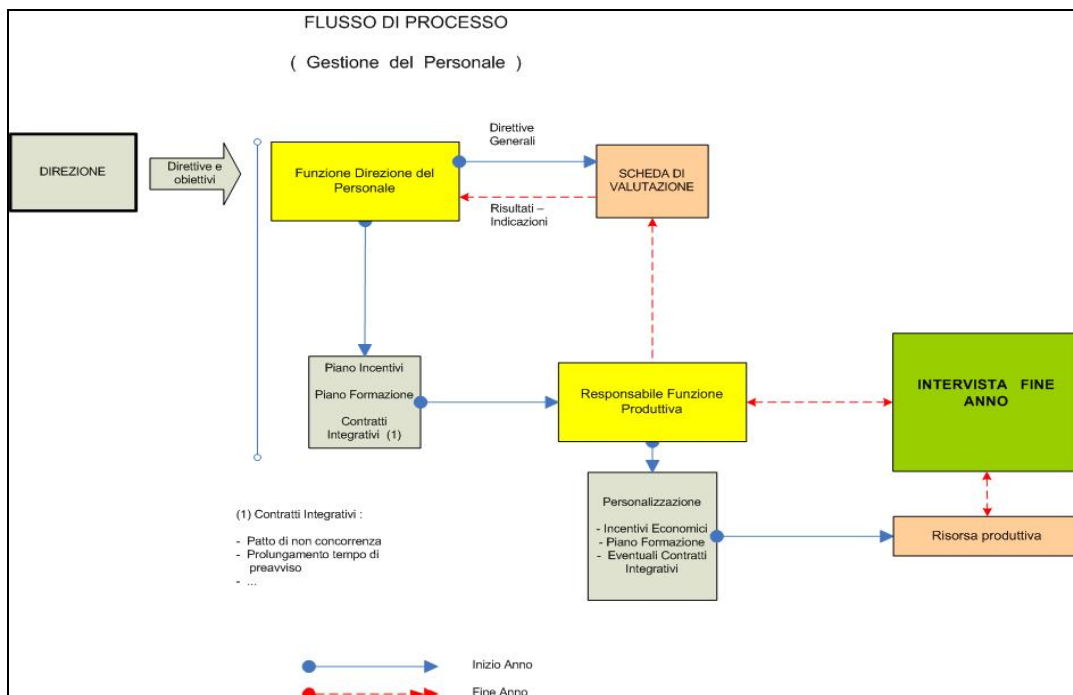 FLUSSO DI PROCESSO
( Gestione del Personale )
DIREZIONE
Direttive e
obiettivi
Funzione Direzione del
Personale
Direttive
Generali
SCHEDA DI
VALUTAZIONE
Risultati –
Indicazioni
Piano Incentivi
Piano Formazione
Contratti
Integrativi (1)
Responsabile Funzione
Produttiva
INTERVISTA FINE
ANNO
Personalizzazione
- Incentivi Economici
- Piano Formazione
- Eventuali Contratti
Integrativi
Risorsa produttiva
(1) Contratti Integrativi :
- Patto di non concorrenza
- Prolungamento tempo di
preavviso
- ...
Inizio Anno
Fine Anno